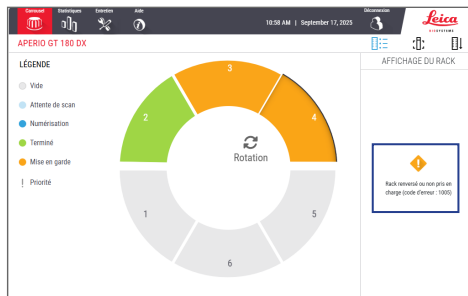 Carrousel Statistiques Entretien Aide
10:58 AM | September 17, 2025
Déconnexion
Leica
BIOSYSTEMS
APERIO GT 180 DX
LÉGENDE
Vide
Attente de scan
Numérisation
Terminé
Mise en garde
! Priorité
3
2
4
Rotation
1
5
6
AFFICHAGE DU RACK
Rack renversé ou non pris en
charge (code d'erreur : 1005)